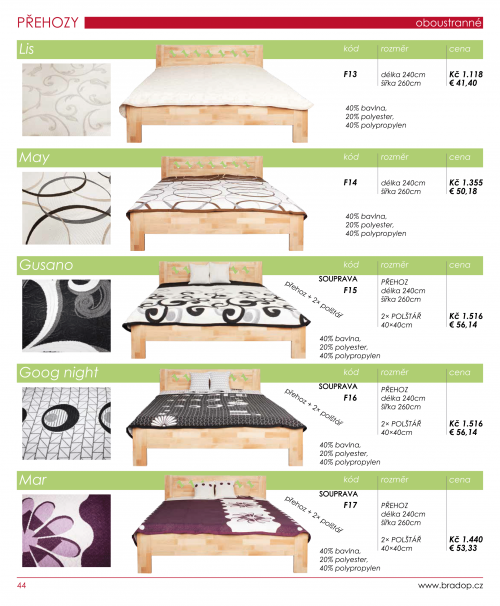 PŘEHOZY
oboustranné
Lis
kód rozměr cena
F13 délka 240cm Kč 1.118
šířka 260cm € 41,40
40% bavlna,
20% polyester,
40% polypropylen
May
kód rozměr cena
F14 délka 240cm Kč 1.355
šířka 260cm € 50,18
40% bavlna,
20% polyester,
40% polypropylen
Gusano
kód rozměr cena
přehoz + 2× polštář
SOUPRAVA PŘEHOZ
F15 délka 240cm
šířka 260cm
2× POLŠTÁŘ Kč 1.516
40×40cm € 56,14
40% bavlna,
20% polyester,
40% polypropylen
Goog night
kód rozměr cena
přehoz + 2× polštář
SOUPRAVA PŘEHOZ
F16 délka 240cm
šířka 260cm
2× POLŠTÁŘ Kč 1.516
40×40cm € 56,14
40% bavlna,
20% polyester,
40% polypropylen
Mar
kód rozměr cena
přehoz + 2× polštář
SOUPRAVA
F17 PŘEHOZ
délka 240cm
šířka 260cm
2× POLŠTÁŘ Kč 1.440
40×40cm € 53,33
40% bavlna,
20% polyester,
40% polypropylen
44
www.bradop.cz